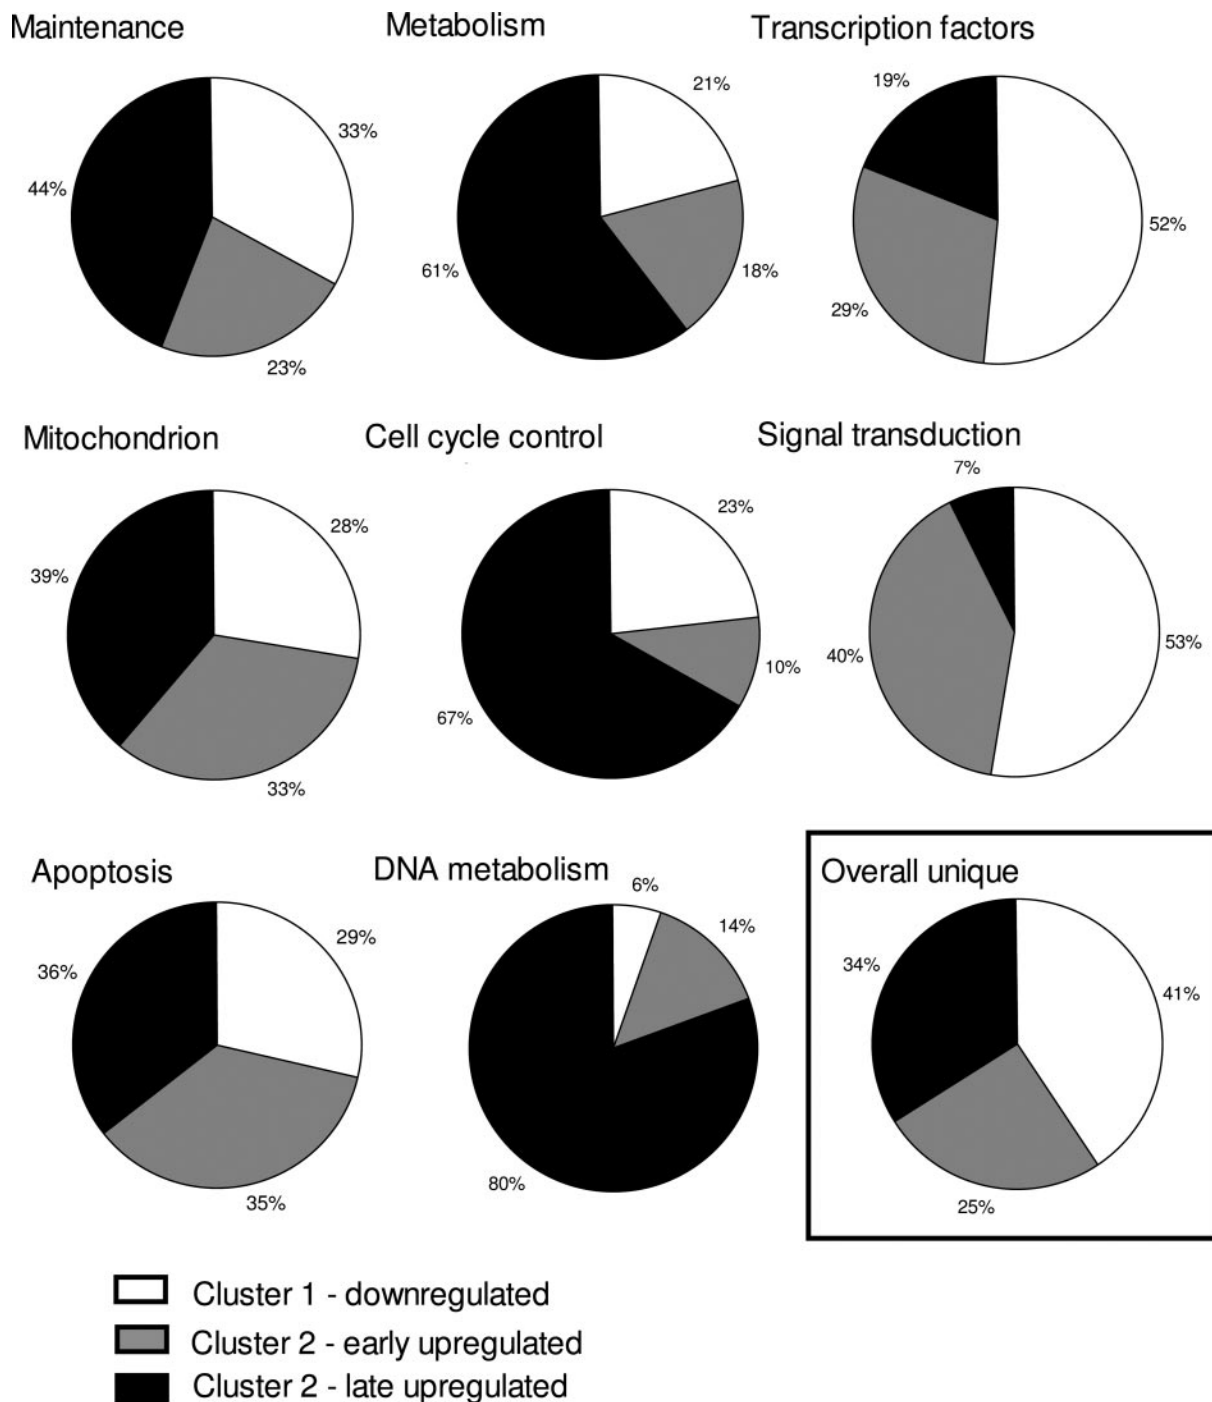 Maintenance
Metabolism
Transcription factors
33%
44%
23%
21%
61%
18%
19%
52%
29%
Mitochondrion
Cell cycle control
Signal transduction
28%
39%
33%
23%
10%
67%
7%
40%
53%
Apoptosis
DNA metabolism
Overall unique
29%
36%
35%
6%
14%
80%
34%
41%
25%
Cluster 1 - downregulated
Cluster 2 - early upregulated
Cluster 2 - late upregulated